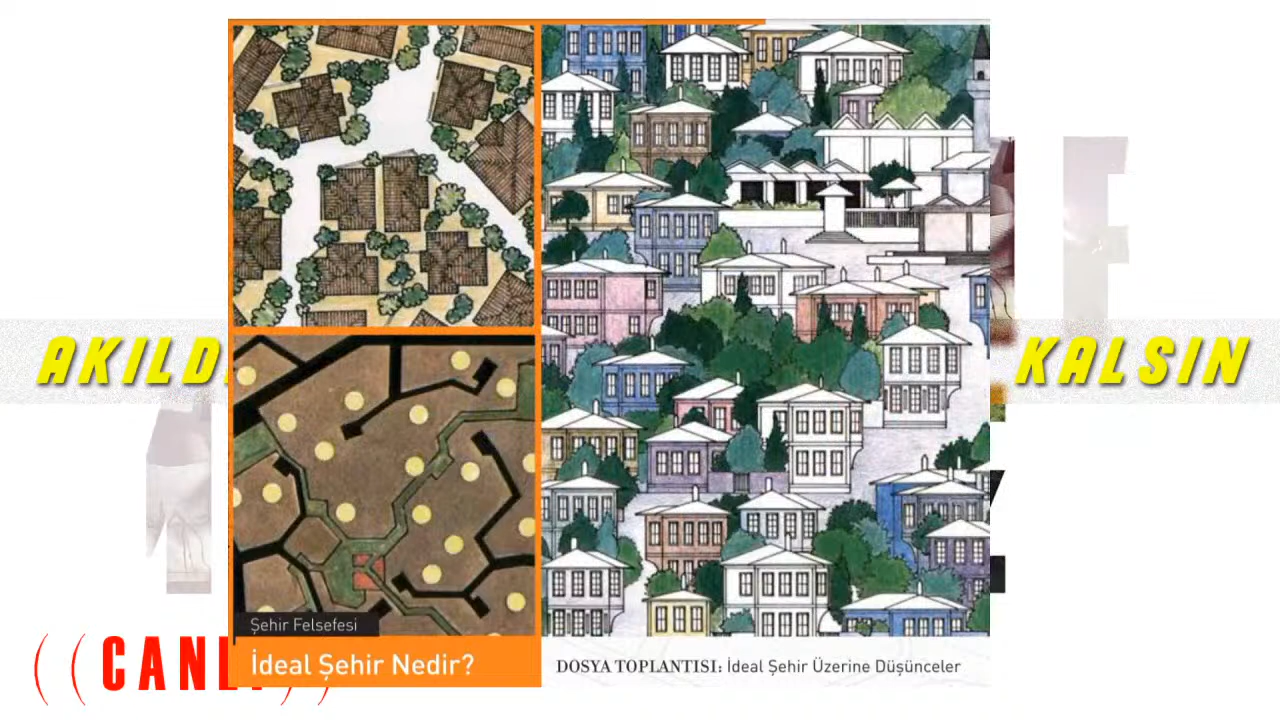 KALSIN
Şehir Felsefesi
İdeal Şehir Nedir?
DOSYA TOPLANTISI: İdeal Şehir Üzerine Düşünceler